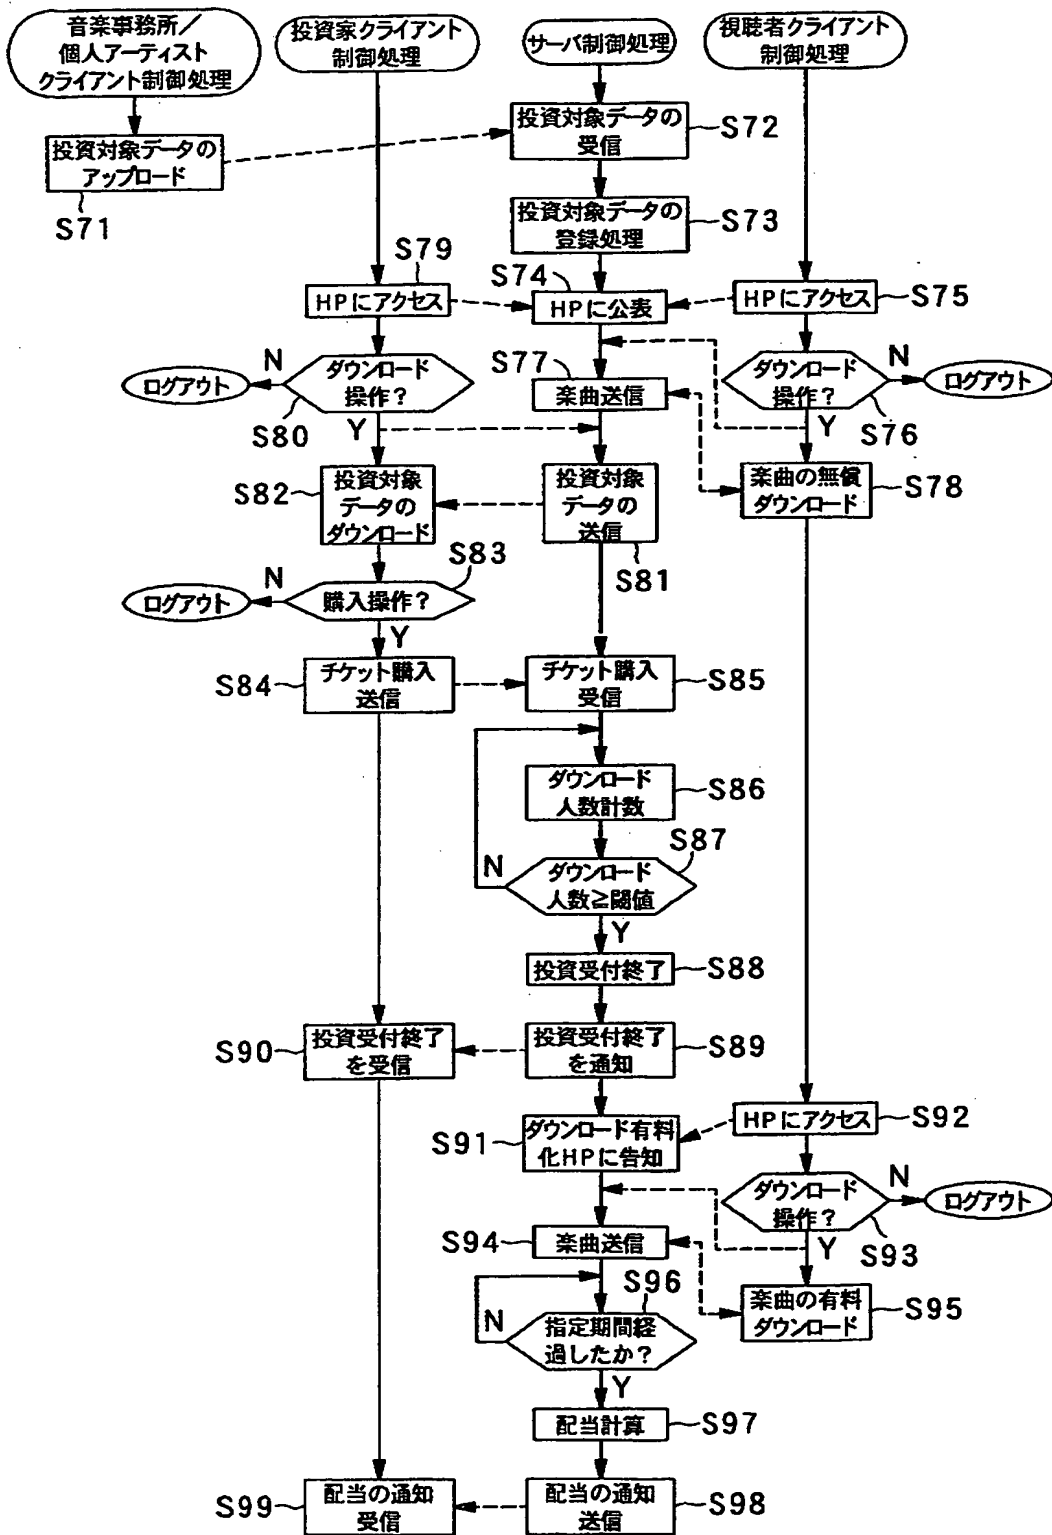 音楽事務所／
個人アーティスト
クライアント制御処理
投資家クライアント
制御処理
サーバ制御処理
視聴者クライアント
制御処理
投資対象データの
アップロード
S71
投資対象データの
受信
S72
投資対象データの
登録処理
S73
S79
HPにアクセス
S74
HPに公表
HPにアクセス
S75
ダウンロード
操作？
N
ログアウト
S80
Y
S77
楽曲送信
ダウンロード
操作？
N
ログアウト
S76
Y
S82
投資対象
データの
ダウンロード
投資対象
データの
送信
S81
楽曲の無償
ダウンロード
S78
S83
購入操作？
N
ログアウト
Y
S84
チケット購入
送信
チケット購入
受信
S85
ダウンロード
人数計数
S86
S87
ダウンロード
人数≧閾値
N
Y
投資受付終了
S88
S90
投資受付終了
を受信
投資受付終了
を通知
S89
S91
ダウンロード有料
化HPに告知
HPにアクセス
S92
ダウンロード
操作？
N
ログアウト
S93
Y
S94
楽曲送信
楽曲の有料
ダウンロード
S95
S96
指定期間経
過したか？
N
Y
配当計算
S97
S99
配当の通知
受信
配当の通知
送信
S98